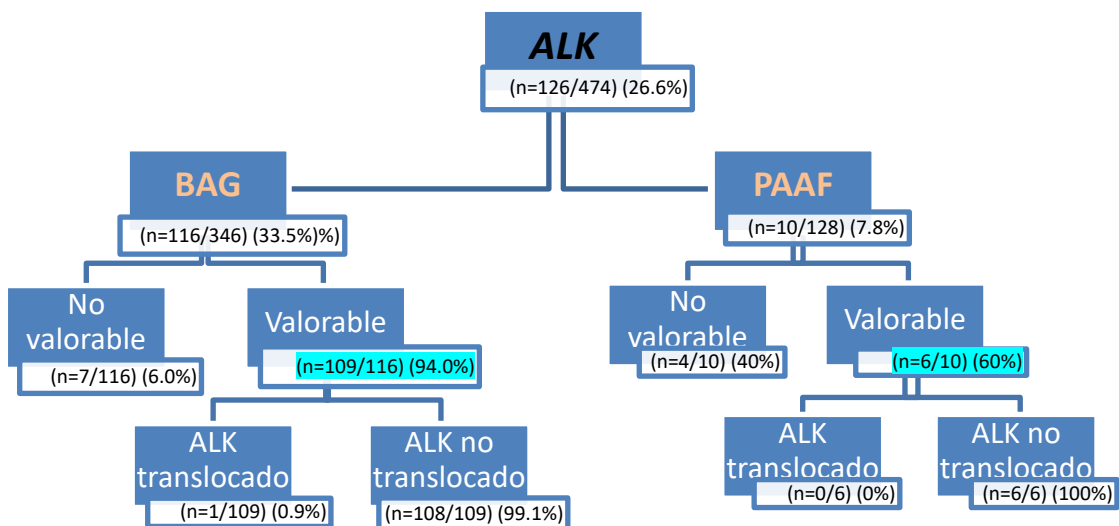 ALK
(n=126/474) (26.6%)
BAG
(n=116/346) (33.5%)%)
PAAF
(n=10/128) (7.8%)
No
valorable
(n=7/116) (6.0%)
Valorable
(n=109/116) (94.0%)
No
valorable
(n=4/10) (40%)
Valorable
(n=6/10) (60%)
ALK
translocado
(n=1/109) (0.9%)
ALK no
translocado
(n=108/109) (99.1%)
ALK
translocado
(n=0/6) (0%)
ALK no
translocado
(n=6/6) (100%)